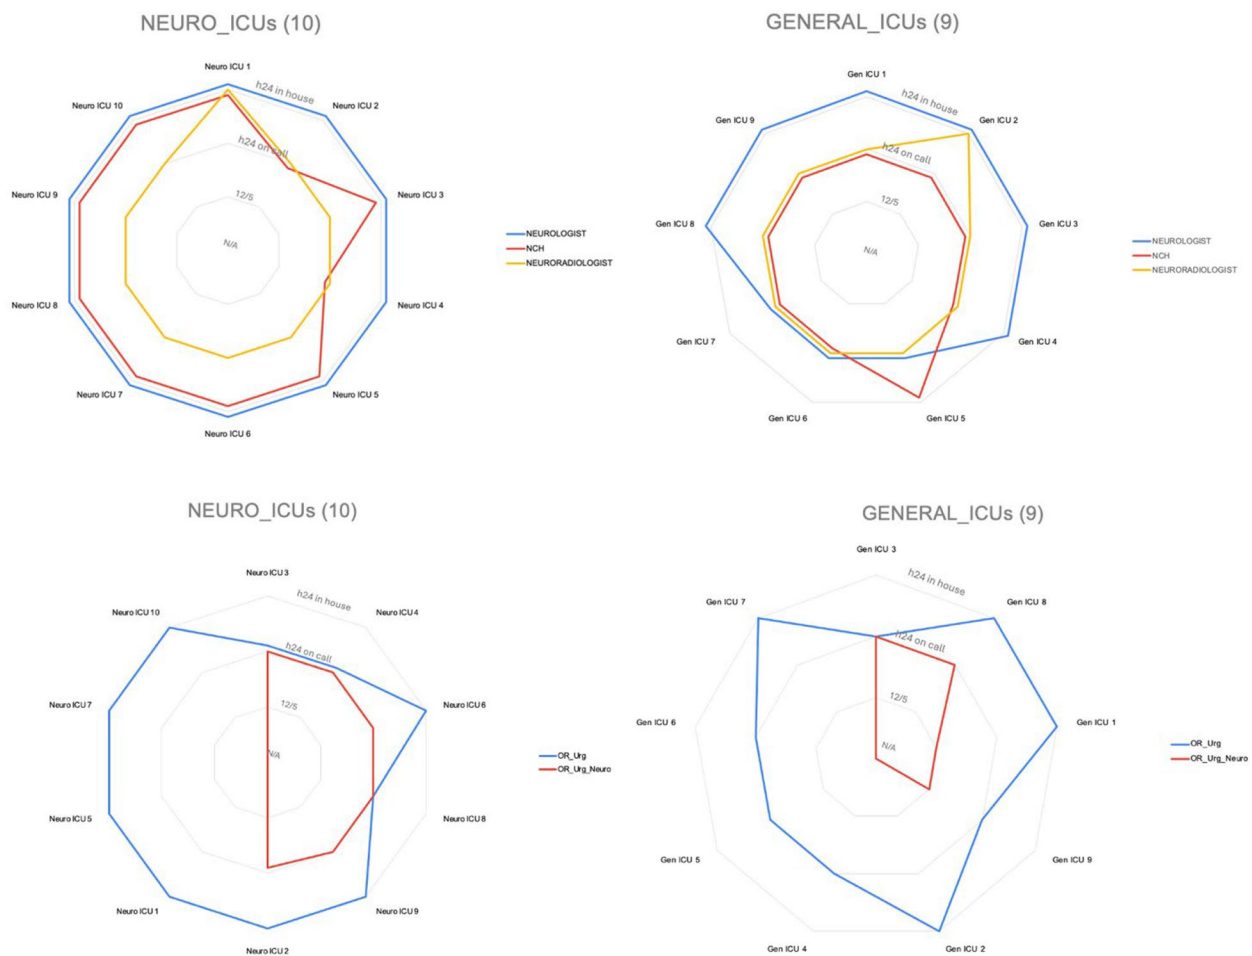 NEURO_ICUs (10)
GENERAL_ICUs (9)
Neuro ICU 1
h24 in house
Neuro ICU 10
Neuro ICU 2
h24 on call
12/5
Neuro ICU 9
Neuro ICU 3
N/A
Neuro ICU 8
Neuro ICU 4
Neuro ICU 7
Neuro ICU 5
Neuro ICU 6
NEUROLOGIST
NCH
NEURORADIOLOGIST
Gen ICU 1
h24 in house
Gen ICU 9
Gen ICU 2
h24 on call
12/5
Gen ICU 8
Gen ICU 3
N/A
Gen ICU 7
Gen ICU 4
Gen ICU 6
Gen ICU 5
NEUROLOGIST
NCH
NEURORADIOLOGIST
NEURO_ICUs (10)
GENERAL_ICUs (9)
Neuro ICU 3
h24 in house
Neuro ICU 10
Neuro ICU 4
h24 on call
Neuro ICU 7
12/5
Neuro ICU 6
N/A
Neuro ICU 5
Neuro ICU 8
Neuro ICU 1
Neuro ICU 9
Neuro ICU 2
OR_Urg
OR_Urg_Neuro
Gen ICU 3
h24 in house
Gen ICU 7
Gen ICU 8
h24 on call
12/5
Gen ICU 6
Gen ICU 1
N/A
Gen ICU 5
Gen ICU 9
Gen ICU 4
Gen ICU 2
OR_Urg
OR_Urg_Neuro